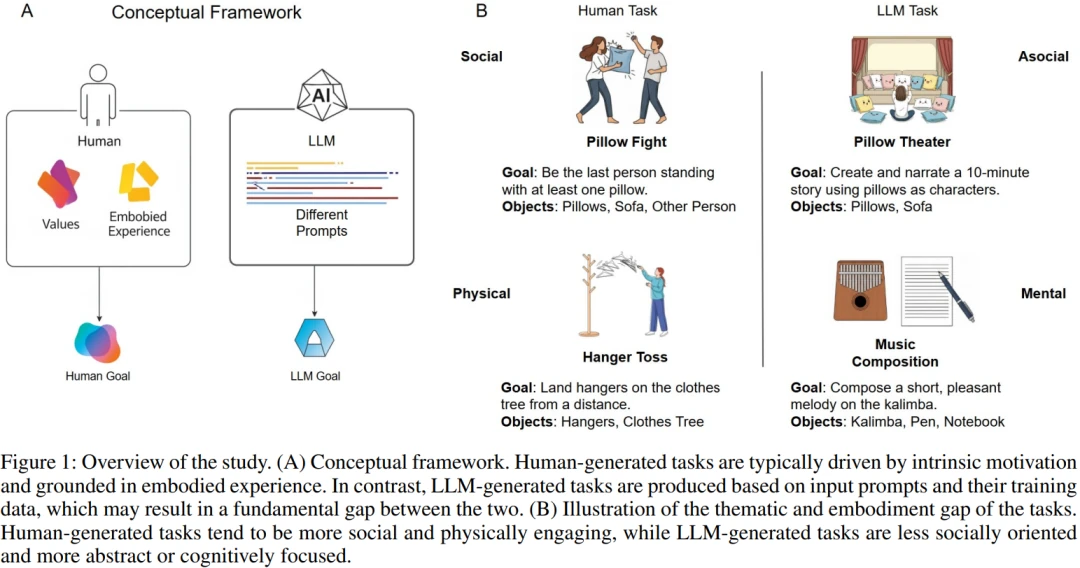 A
Conceptual Framework
Human
Values
Embobied
Experience
Human Goal
AI
LLM
Different
Prompts
LLM Goal
B
Human Task
LLM Task
Social
Asocial
Pillow Fight
Goal: Be the last person standing
with at least one pillow.
Objects: Pillows, Sofa, Other Person
Pillow Theater
Goal: Create and narrate a 10-minute
story using pillows as characters.
Objects: Pillows, Sofa
Physical
Mental
Hanger Toss
Goal: Land hangers on the clothes
tree from a distance.
Objects: Hangers, Clothes Tree
Music
Composition
Goal: Compose a short, pleasant
melody on the kalimba.
Objects: Kalimba, Pen, Notebook
Figure 1: Overview of the study. (A) Conceptual framework. Human-generated tasks are typically driven by intrinsic motivation
and grounded in embodied experience. In contrast, LLM-generated tasks are produced based on input prompts and their training
data, which may result in a fundamental gap between the two. (B) Illustration of the thematic and embodiment gap of the tasks.
Human-generated tasks tend to be more social and physically engaging, while LLM-generated tasks are less socially oriented
and more abstract or cognitively focused.